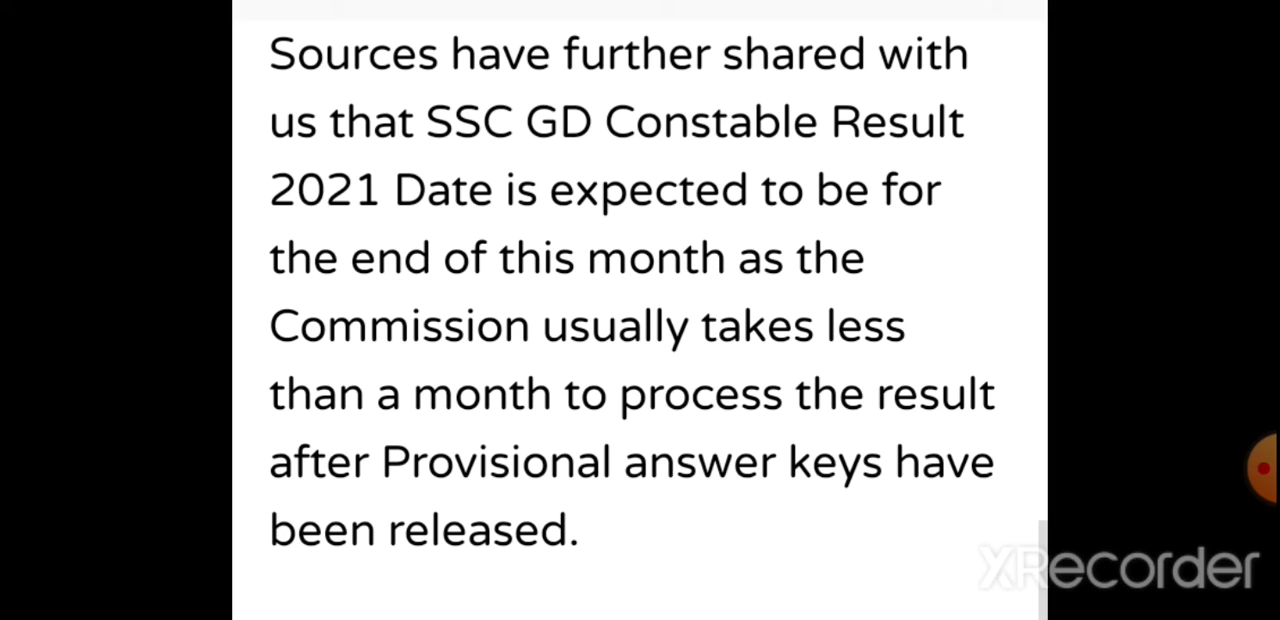 Sources have further shared with
us that SSC GD Constable Result
2021 Date is expected to be for
the end of this month as the
Commission usually takes less
than a month to process the result
after Provisional answer keys have
been released.
XRecorder